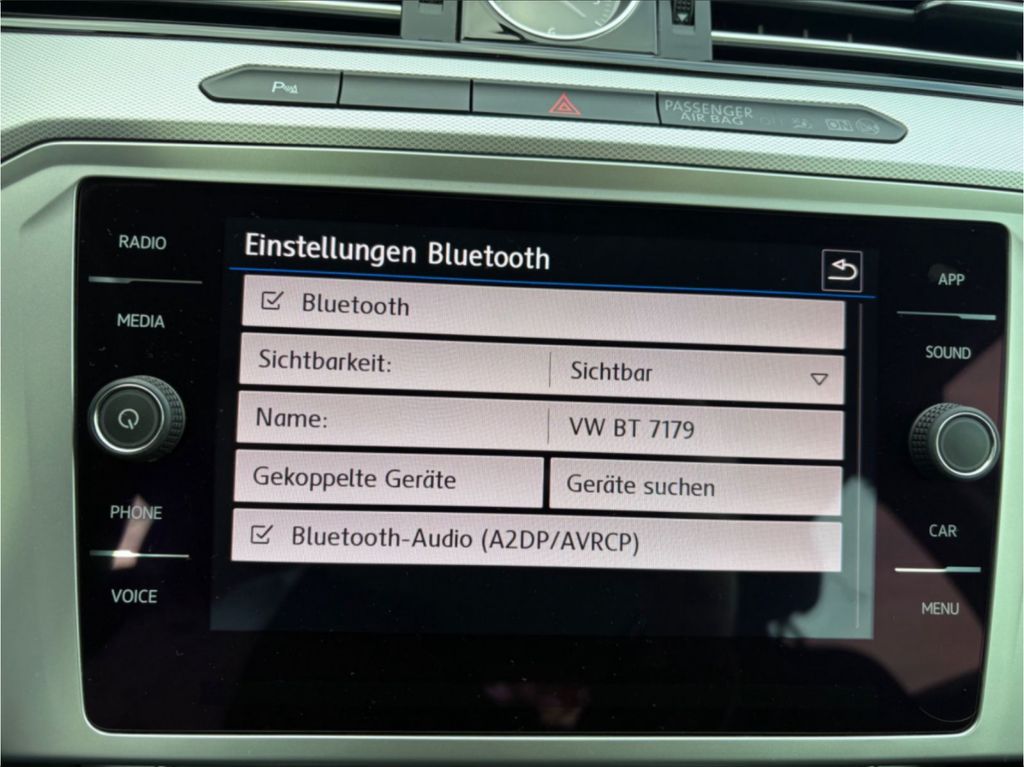 PASSENGER
AIR BAG
ON
Einstellungen Bluetooth
RADIO
Bluetooth
APP
MEDIA
Sichtbarkeit: Sichtbar
SOUND
Name: VW BT 7179
Gekoppelte Geräte Geräte suchen
PHONE
Bluetooth-Audio (A2DP/AVRCP)
CAR
VOICE
MENU